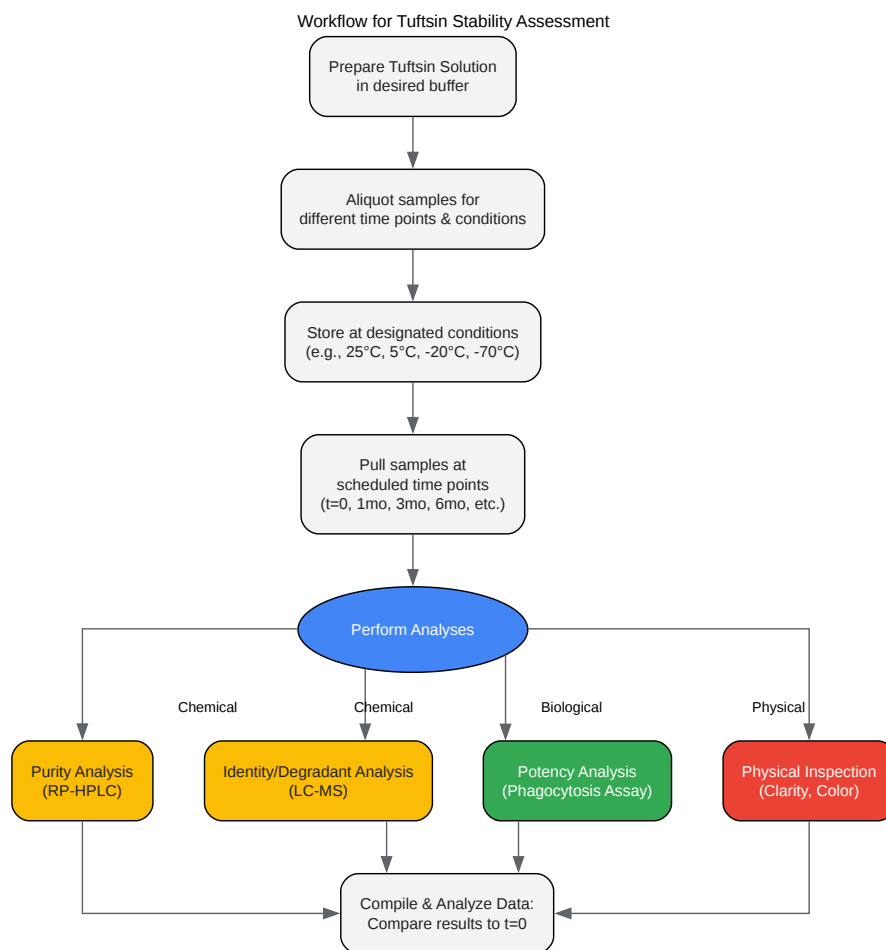 Workflow for Tuftsin Stability Assessment
Prepare Tuftsin Solution
in desired buffer
Aliquot samples for
different time points & conditions
Store at designated conditions
(e.g., 25°C, 5°C, -20°C, -70°C)
Pull samples at
scheduled time points
(t=0, 1mo, 3mo, 6mo, etc.)
Perform Analyses
Chemical
Chemical
Biological
Physical
Purity Analysis
(RP-HPLC)
Identity/Degradant Analysis
(LC-MS)
Potency Analysis
(Phagocytosis Assay)
Physical Inspection
(Clarity, Color)
Compile & Analyze Data:
Compare results to t=0